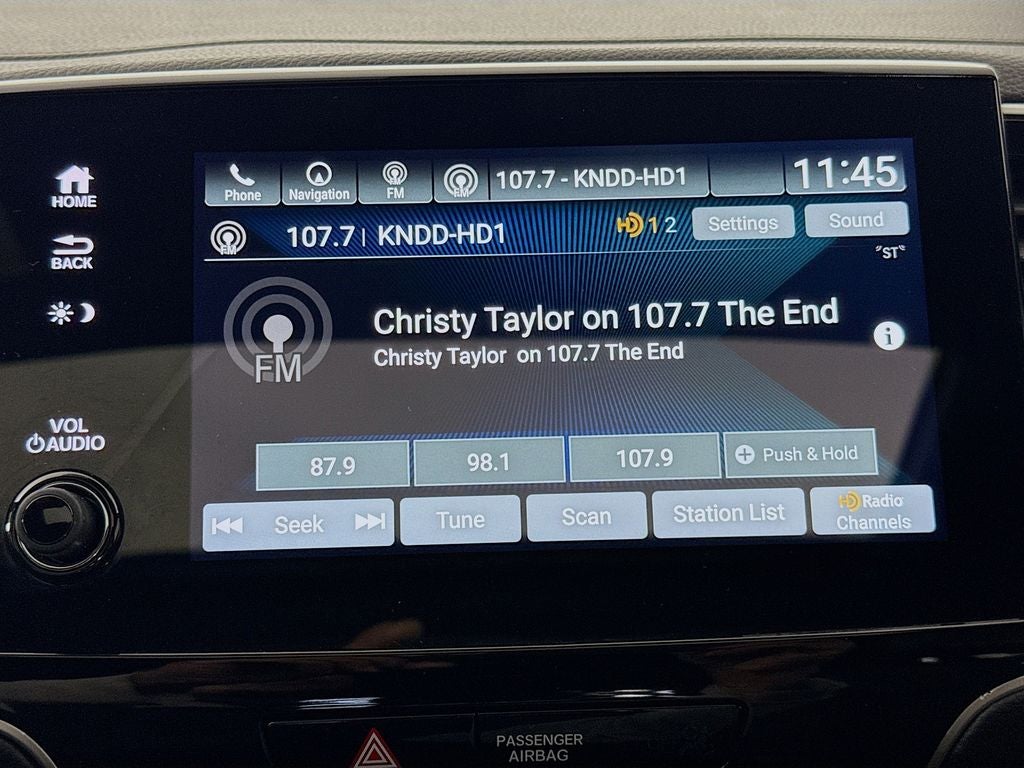 HOME
BACK
VOL
AUDIO
Phone
Navigation
FM
FM
107.7 - KNDD-HD1
11:45
FM
107.7 | KNDD-HD1
HD 1 2
Settings
Sound
"ST"
FM
Christy Taylor on 107.7 The End
Christy Taylor on 107.7 The End
i
87.9
98.1
107.9
+ Push & Hold
Seek
Tune
Scan
Station List
HD Radio
Channels
PASSENGER
AIRBAG